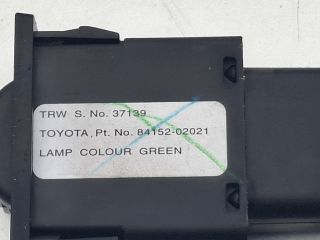 TRW S. No. 37139
TOYOTA, Pt. No. 84152-02021
LAMP COLOUR GREEN